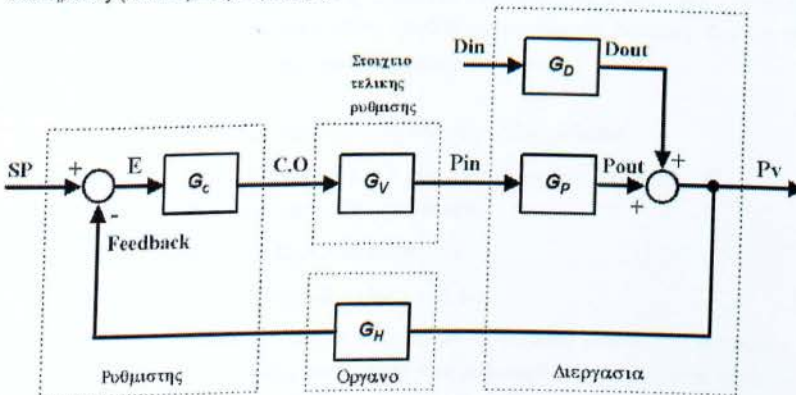 Din
G_D
Dout
Στοιχειο
τελικης
ρυθμισης
SP
+
E
G_c
C.O
G_V
Pin
G_P
Pout
+
+
Pv
-
Feedback
G_H
Ρυθμιστης
Οργανο
Διεργασια